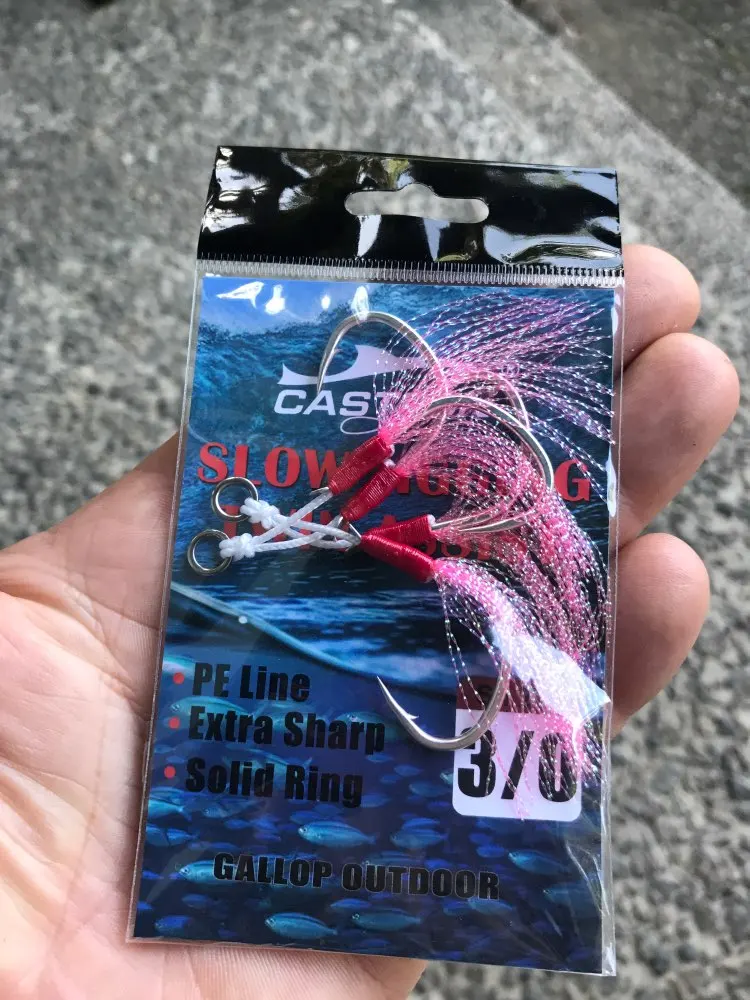 CAST
SLOW
PE Line
Extra Sharp
Solid Ring
3/0
GALLOP OUTDOOR